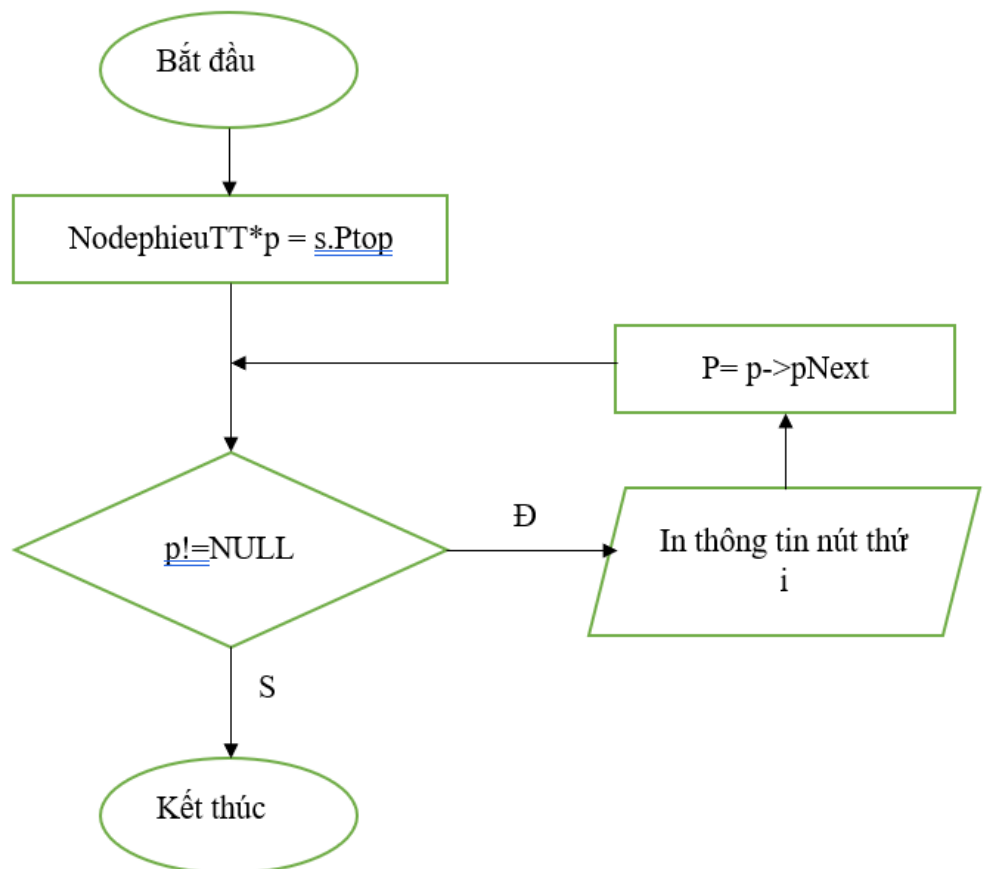 Bắt đầu
NodephieuTT*p = s.Ptop
P= p->pNext
p!=NULL
Đ
In thông tin nút thứ
i
S
Kết thúc